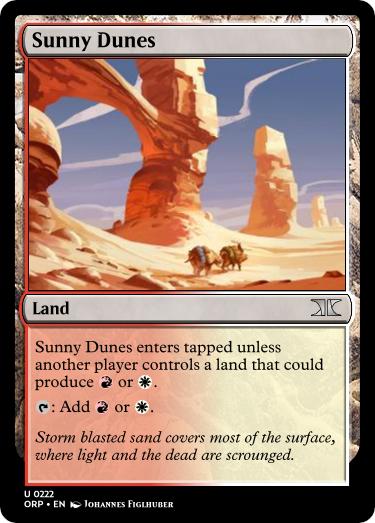 Sunny Dunes
Land
Sunny Dunes enters tapped unless
another player controls a land that could
produce or .
: Add or .
Storm blasted sand covers most of the surface,
where light and the dead are scrounged.
U 0222
ORP • EN Johannes Figlhuber